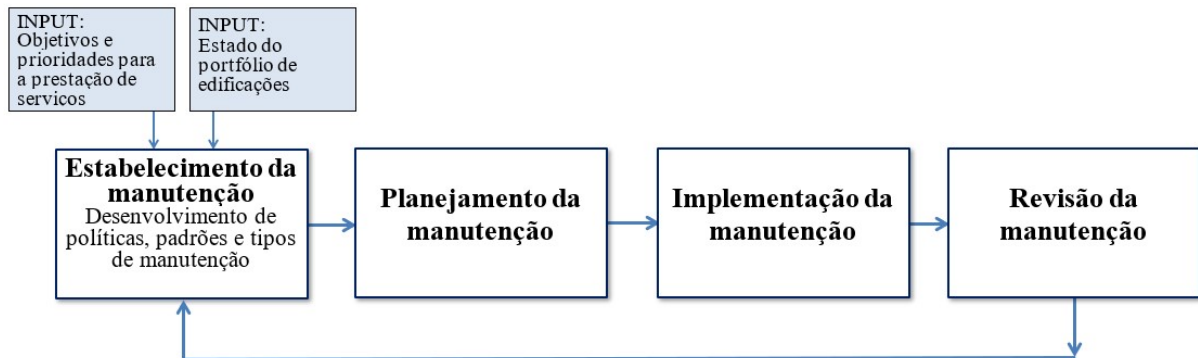 INPUT:
Objetivos e
prioridades para
a prestação de
servicos
INPUT:
Estado do
portfólio de
edificações
Estabelecimento da
manutenção
Desenvolvimento de
políticas, padrões e tipos
de manutenção
Planejamento da
manutenção
Implementação da
manutenção
Revisão da
manutenção